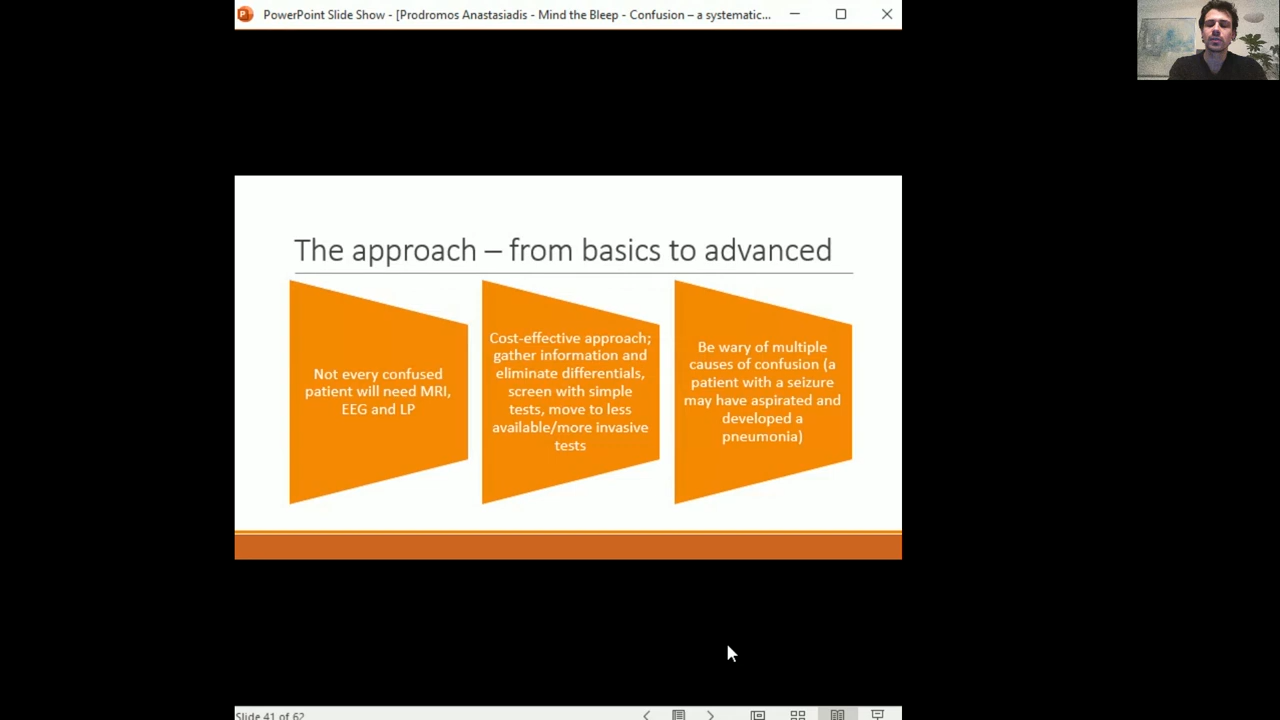 PowerPoint Slide Show - [Prodromos Anastasiadis - Mind the Bleep - Confusion – a systematic...
The approach – from basics to advanced
Not every confused
patient will need MRI,
EEG and LP
Cost-effective approach;
gather information and
eliminate differentials,
screen with simple
tests, move to less
available/more invasive
tests
Be wary of multiple
causes of confusion (a
patient with a seizure
may have aspirated and
developed a
pneumonia)
Slide 41 of 62